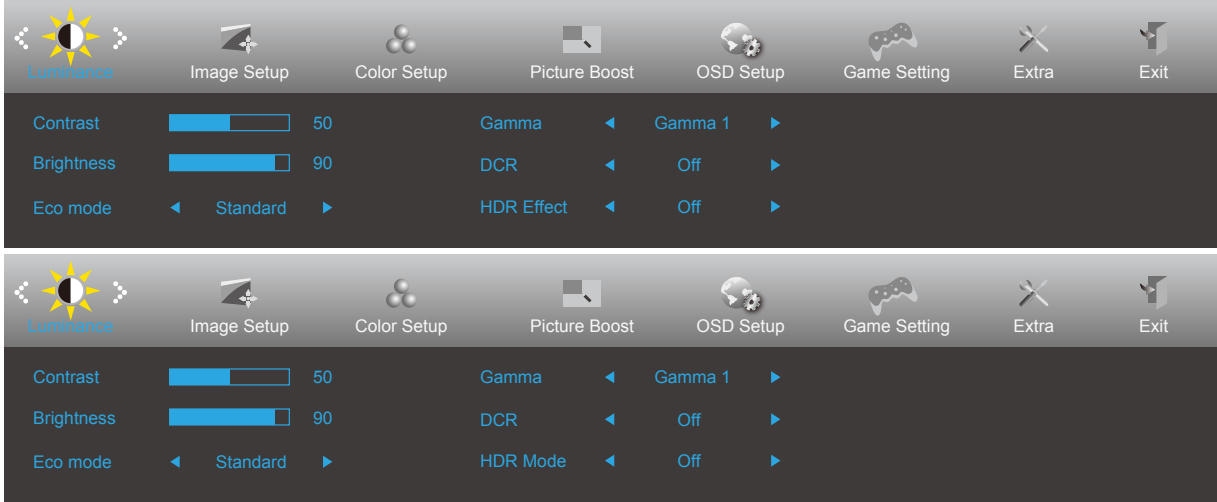 Luminance Image Setup Color Setup Picture Boost OSD Setup Game Setting Extra Exit
Contrast 50 Gamma Gamma 1
Brightness 90 DCR Off
Eco mode Standard HDR Effect Off
Luminance Image Setup Color Setup Picture Boost OSD Setup Game Setting Extra Exit
Contrast 50 Gamma Gamma 1
Brightness 90 DCR Off
Eco mode Standard HDR Mode Off